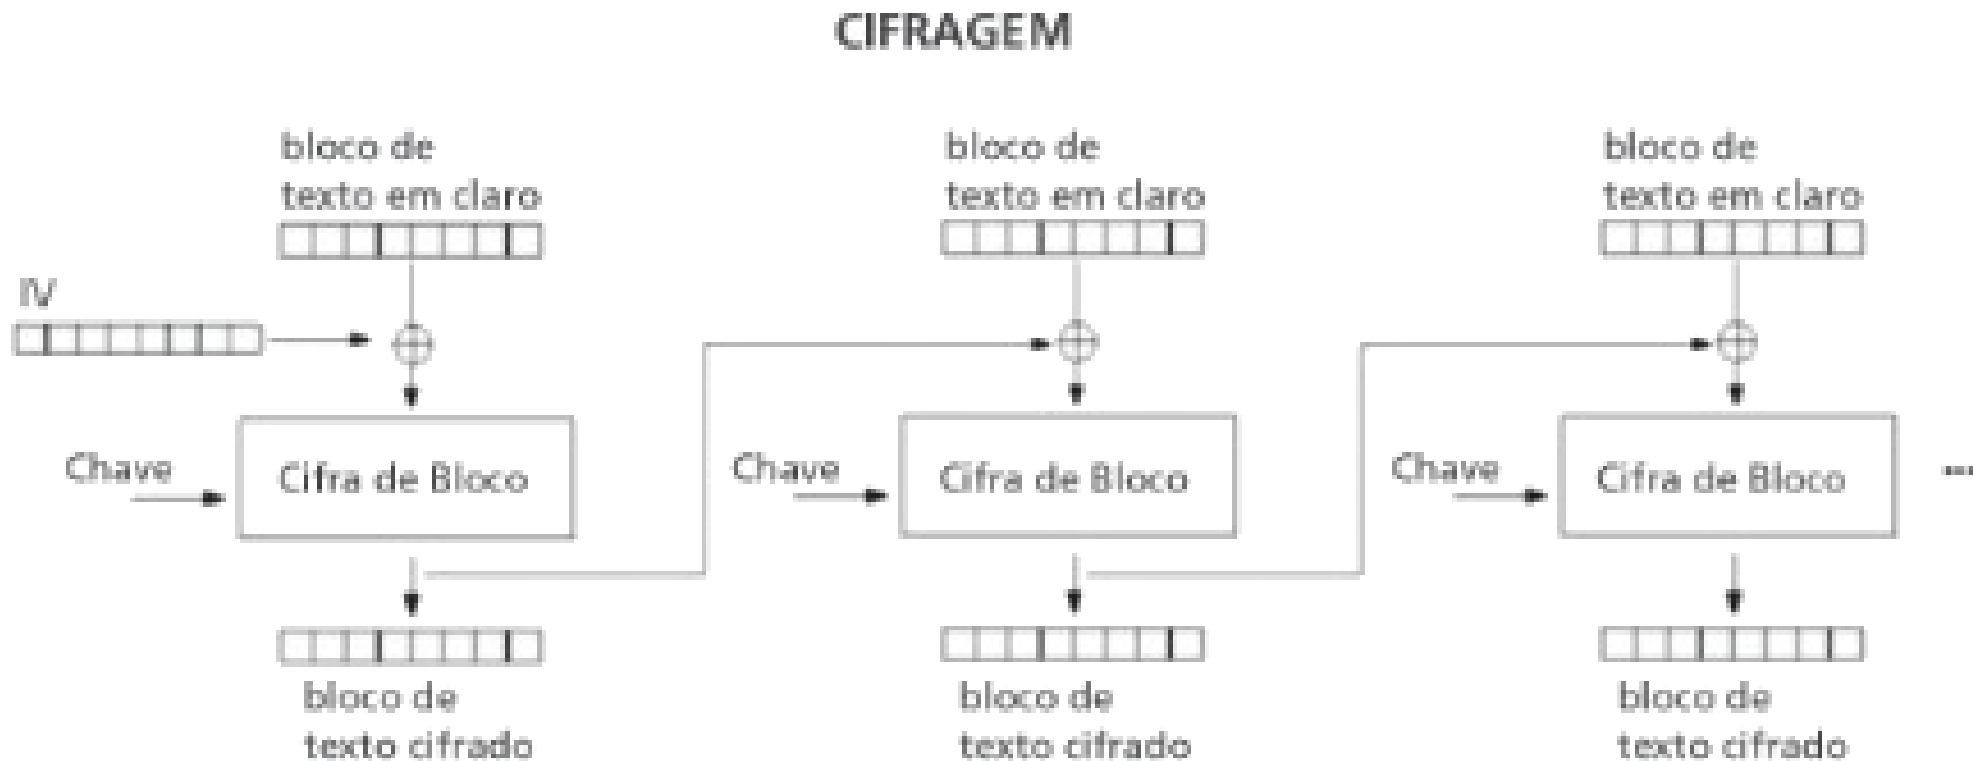 CIFRAGEM
bloco de
texto em claro
bloco de
texto em claro
bloco de
texto em claro
IV
Chave
Cifra de Bloco
Chave
Cifra de Bloco
Chave
Cifra de Bloco
...
bloco de
texto cifrado
bloco de
texto cifrado
bloco de
texto cifrado